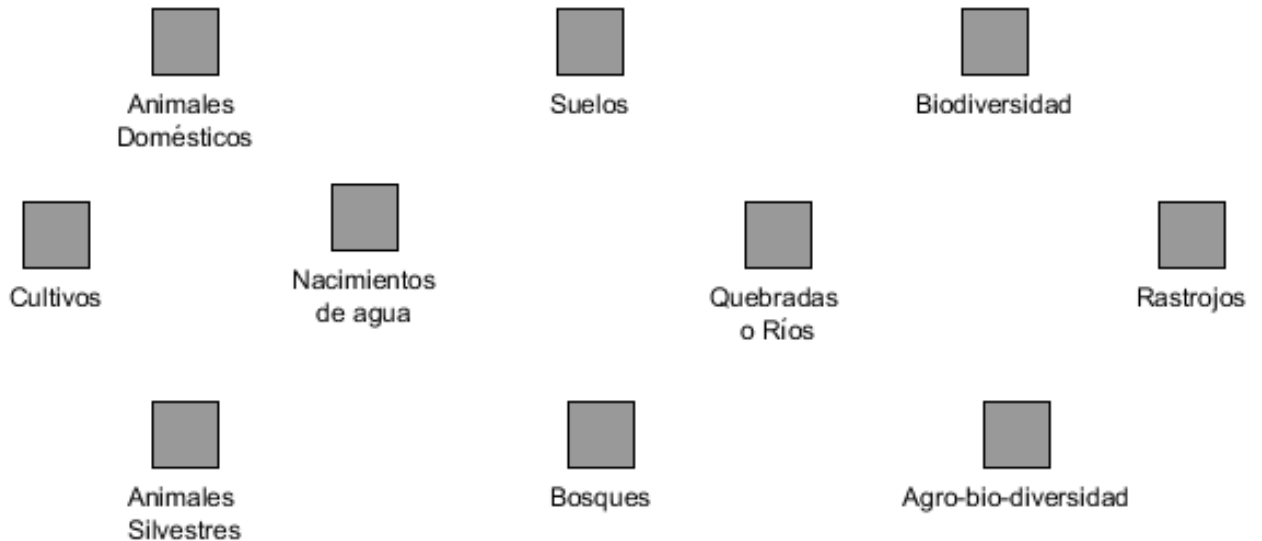 Animales
Domésticos
Suelos
Biodiversidad
Cultivos
Nacimientos
de agua
Quebradas
o Ríos
Rastrojos
Animales
Silvestres
Bosques
Agro-bio-diversidad